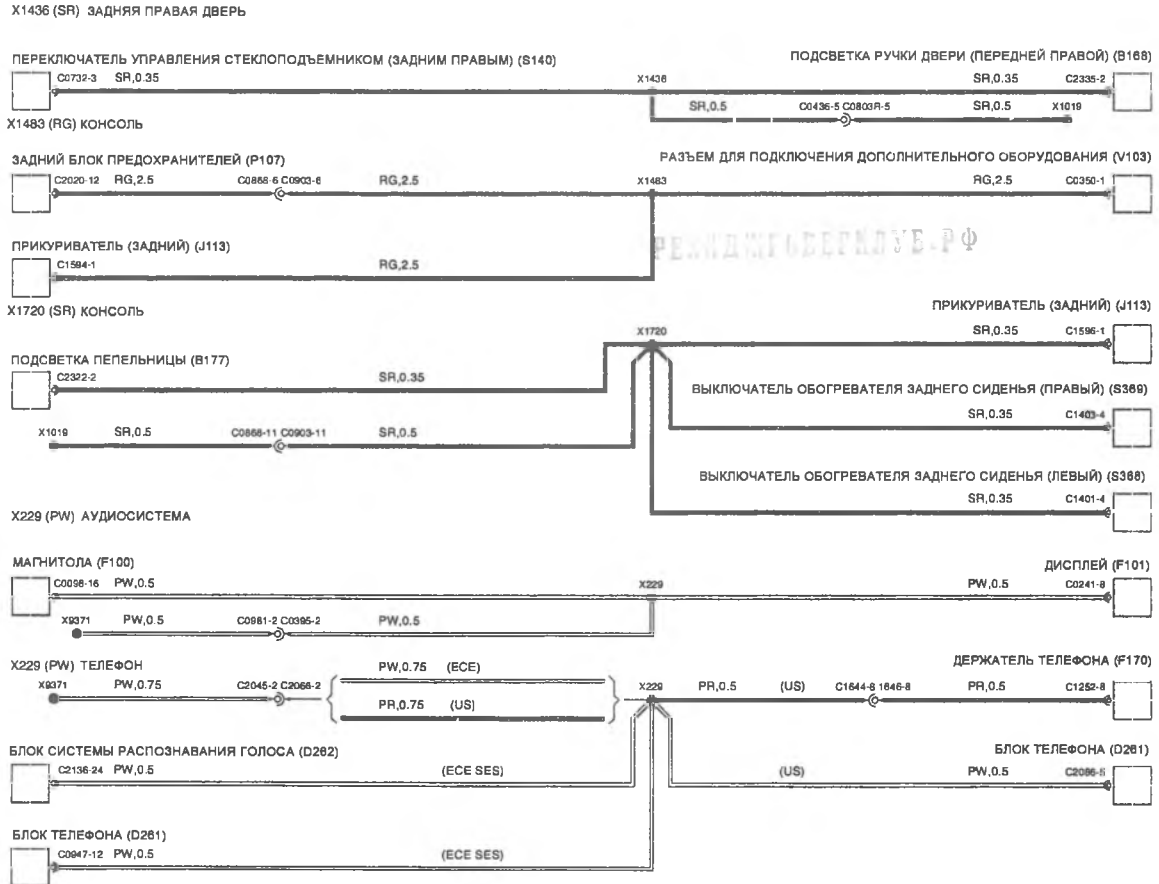 X1436 (SR) ЗАДНЯЯ ПРАВАЯ ДВЕРЬ
ПЕРЕКЛЮЧАТЕЛЬ УПРАВЛЕНИЯ СТЕКЛОПОДЪЕМНИКОМ (ЗАДНИМ ПРАВЫМ) (S140)
ПОДСВЕТКА РУЧКИ ДВЕРИ (ПЕРЕДНЕЙ ПРАВОЙ) (B168)
C0732-3 SR,0.35 X1436 SR,0.35 C2335-2
SR,0.5 C0436-5 C0803R-5 SR,0.5 X1019
X1483 (RG) КОНСОЛЬ
ЗАДНИЙ БЛОК ПРЕДОХРАНИТЕЛЕЙ (P107)
РАЗЪЕМ ДЛЯ ПОДКЛЮЧЕНИЯ ДОПОЛНИТЕЛЬНОГО ОБОРУДОВАНИЯ (V103)
C2020-12 RG,2.5 C0868-6 C0903-6 RG,2.5 X1483 RG,2.5 C0350-1
ПРИКУРИВАТЕЛЬ (ЗАДНИЙ) (J113)
C1594-1 RG,2.5
X1720 (SR) КОНСОЛЬ
ПРИКУРИВАТЕЛЬ (ЗАДНИЙ) (J113)
X1720 SR,0.35 C1596-1
ПОДСВЕТКА ПЕПЕЛЬНИЦЫ (B177)
C2322-2 SR,0.35
ВЫКЛЮЧАТЕЛЬ ОБОГРЕВАТЕЛЯ ЗАДНЕГО СИДЕНЬЯ (ПРАВЫЙ) (S369)
SR,0.35 C1403-4
X1019 SR,0.5 C0868-11 C0903-11 SR,0.5
ВЫКЛЮЧАТЕЛЬ ОБОГРЕВАТЕЛЯ ЗАДНЕГО СИДЕНЬЯ (ЛЕВЫЙ) (S368)
SR,0.35 C1401-4
X229 (PW) АУДИОСИСТЕМА
МАГНИТОЛА (F100)
ДИСПЛЕЙ (F101)
C0098-16 PW,0.5 X229 PW,0.5 C0241-8
X9371 PW,0.5 C0981-2 C0395-2 PW,0.5
X229 (PW) ТЕЛЕФОН
ДЕРЖАТЕЛЬ ТЕЛЕФОНА (F170)
PW,0.75 (ECE)
X9371 PW,0.75 C2045-2 C2066-2 X229 PR,0.5 (US) C1644-8 1646-8 PR,0.5 C1252-8
PR,0.75 (US)
БЛОК СИСТЕМЫ РАСПОЗНАВАНИЯ ГОЛОСА (D262)
БЛОК ТЕЛЕФОНА (D261)
C2136-24 PW,0.5 (ECE SES) (US) PW,0.5 C2086-5
БЛОК ТЕЛЕФОНА (D261)
C0947-12 PW,0.5 (ECE SES)